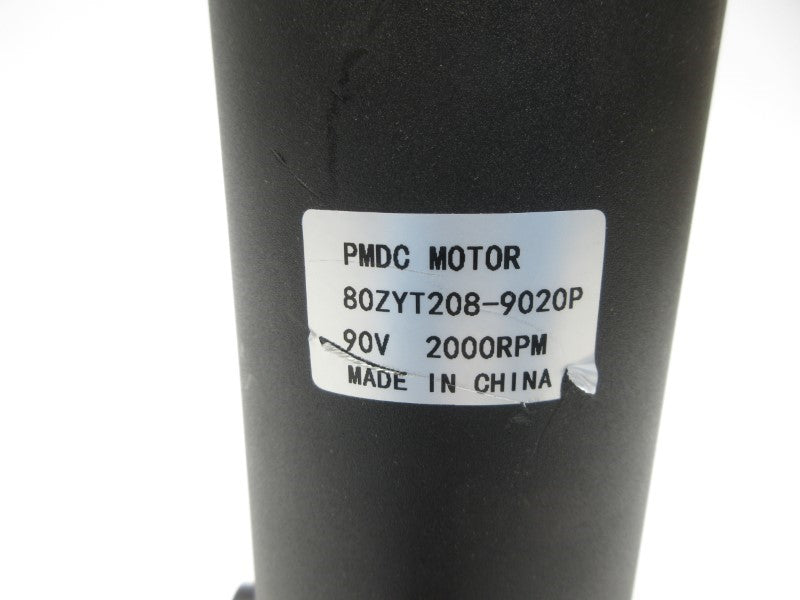 PMDC MOTOR
80ZYT208-9020P
90V 2000RPM
MADE IN CHINA